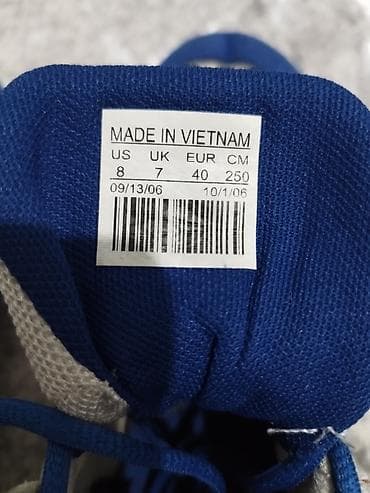 MADE IN VIETNAM
US UK EUR CM
8 7 40 250
09/13/06 10/1/06